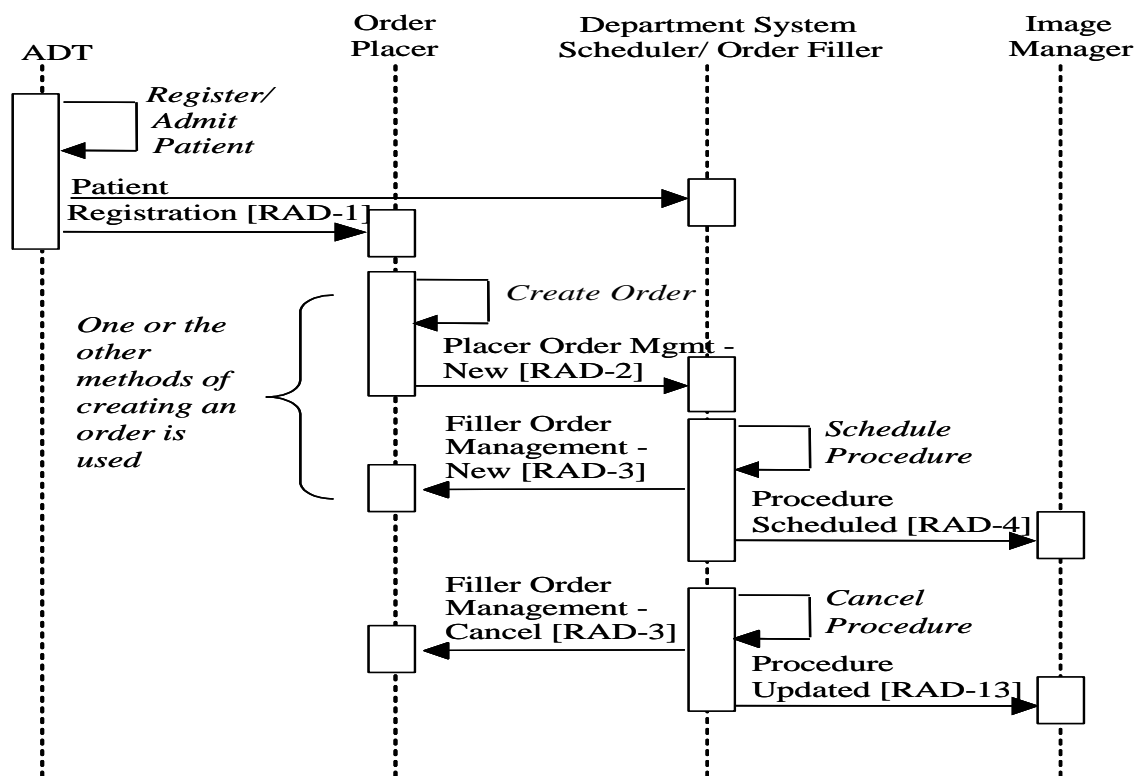 ADT
Order
Placer
Department System
Scheduler/ Order Filler
Image
Manager
Register/
Admit
Patient
Patient
Registration [RAD-1]
Create Order
One or the
other
methods of
creating an
order is
used
Placer Order Mgmt -
New [RAD-2]
Filler Order
Management -
New [RAD-3]
Schedule
Procedure
Procedure
Scheduled [RAD-4]
Filler Order
Management -
Cancel [RAD-3]
Cancel
Procedure
Procedure
Updated [RAD-13]